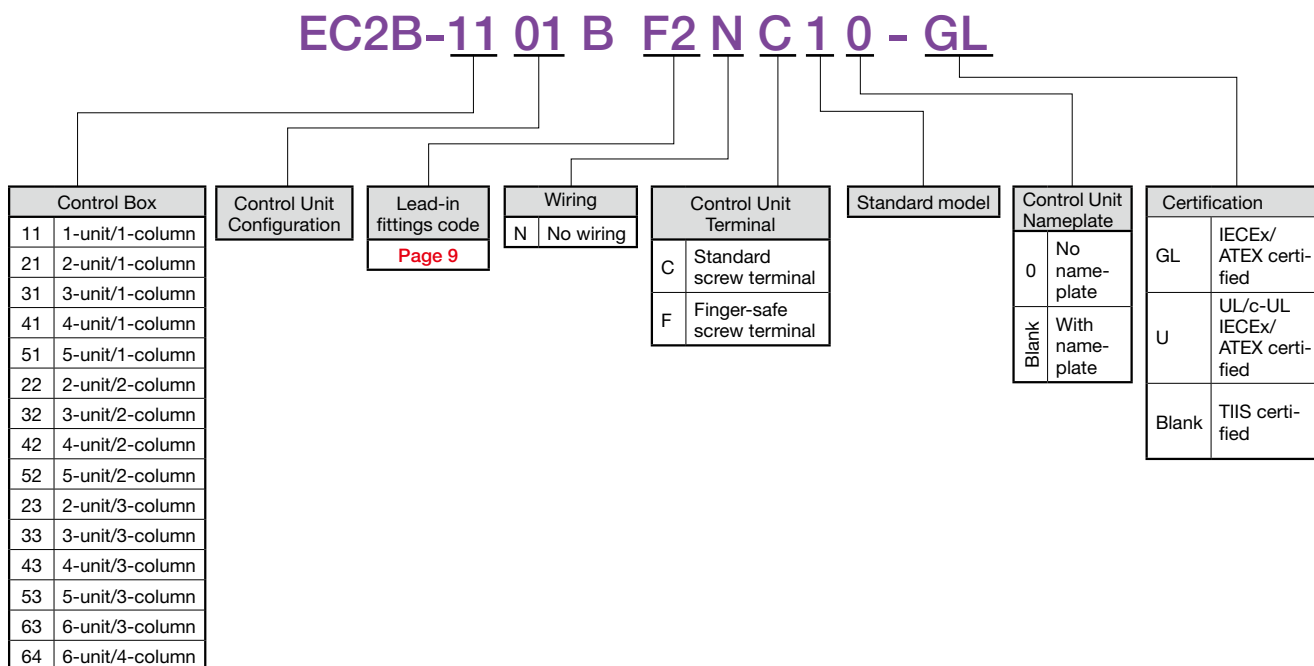 EC2B-11 01 B F2 N C 1 0 - GL
Control Box
11 1-unit/1-column
21 2-unit/1-column
31 3-unit/1-column
41 4-unit/1-column
51 5-unit/1-column
22 2-unit/2-column
32 3-unit/2-column
42 4-unit/2-column
52 5-unit/2-column
23 2-unit/3-column
33 3-unit/3-column
43 4-unit/3-column
53 5-unit/3-column
63 6-unit/3-column
64 6-unit/4-column
Control Unit
Configuration
Lead-in
fittings code
Page 9
Wiring
N No wiring
Control Unit
Terminal
C Standard
screw terminal
F Finger-safe
screw terminal
Standard model
Control Unit
Nameplate
0 No
name-
plate
Blank With
name-
plate
Certification
GL IECEx/
ATEX certi-
fied
U UL/c-UL
IECEx/
ATEX certi-
fied
Blank TIIS certi-
fied